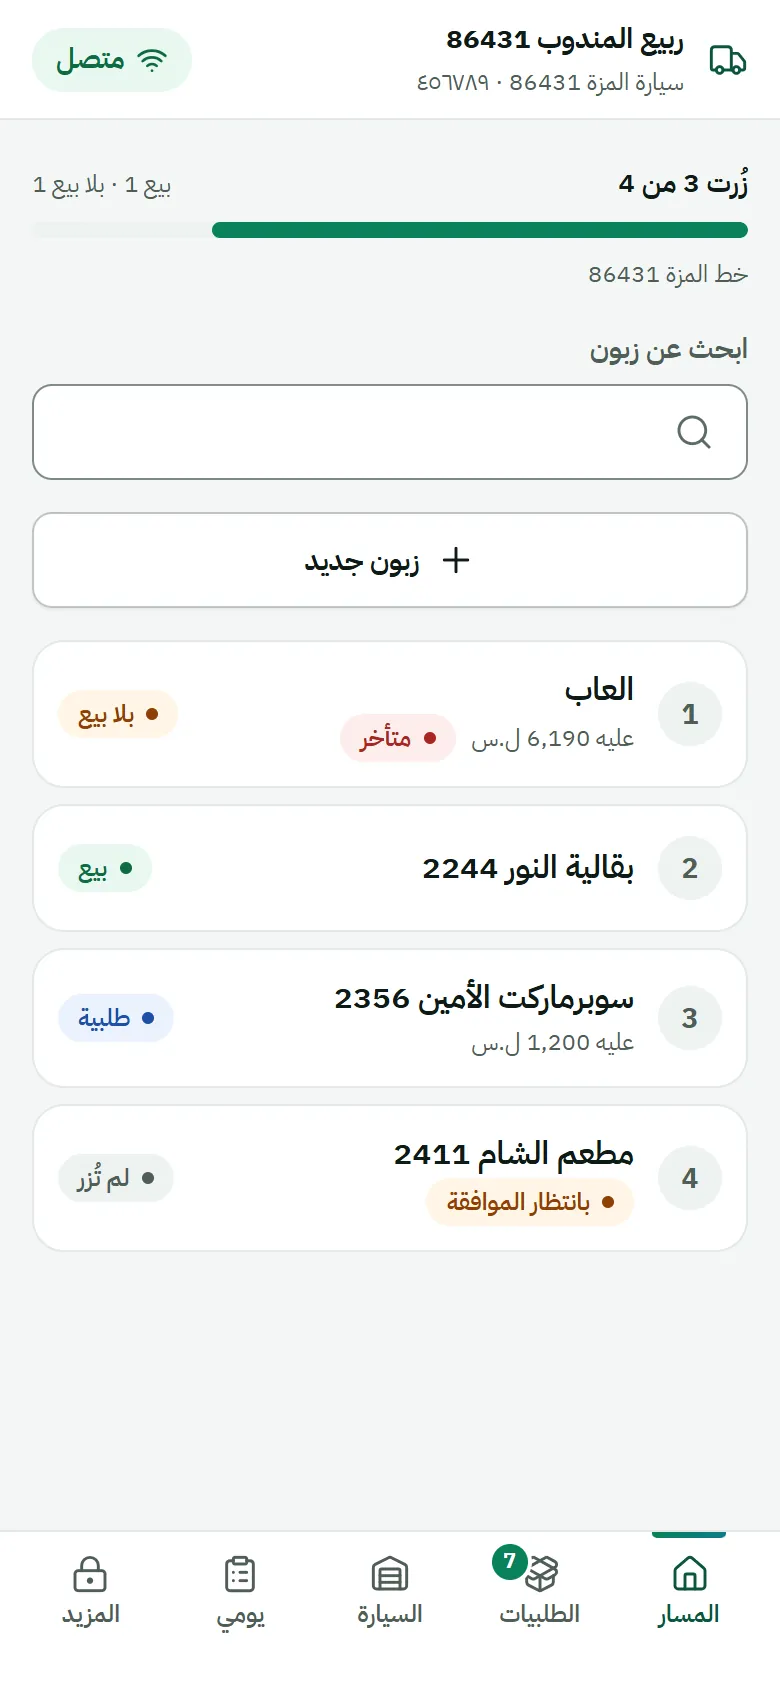 ربيع المندوب 86431
سيارة المزة 86431 · ٤٥٦٧٨٩
متصل
زُرت 3 من 4
بيع 1 · بلا بيع 1
خط المزة 86431
ابحث عن زبون
زبون جديد
1
العاب
عليه 6,190 ل.س
متأخر
بلا بيع
2
بقالية النور 2244
بيع
3
سوبرماركت الأمين 2356
عليه 1,200 ل.س
طلبية
4
مطعم الشام 2411
بانتظار الموافقة
لم تُزر
المسار
7
الطلبيات
السيارة
يومي
المزيد